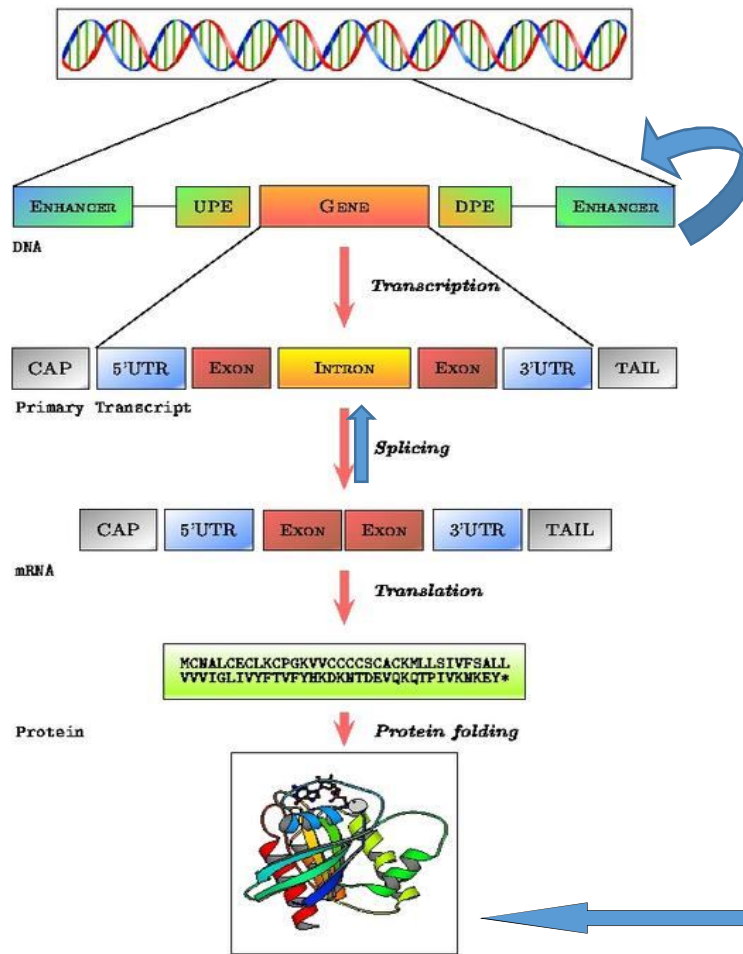 ENHANCER UPE GENE DPE ENHANCER
DNA
Transcription
CAP 5'UTR EXON INTRON EXON 3'UTR TAIL
Primary Transcript
Splicing
CAP 5'UTR EXON EXON 3'UTR TAIL
mRNA
Translation
MCNALCECLKCPGKVVCCCCSCACKMLLSIVFSALL
VVVIGLIVYFTVFYHKDKNTDEVQKQTPIVKNKEY*
Protein
Protein folding